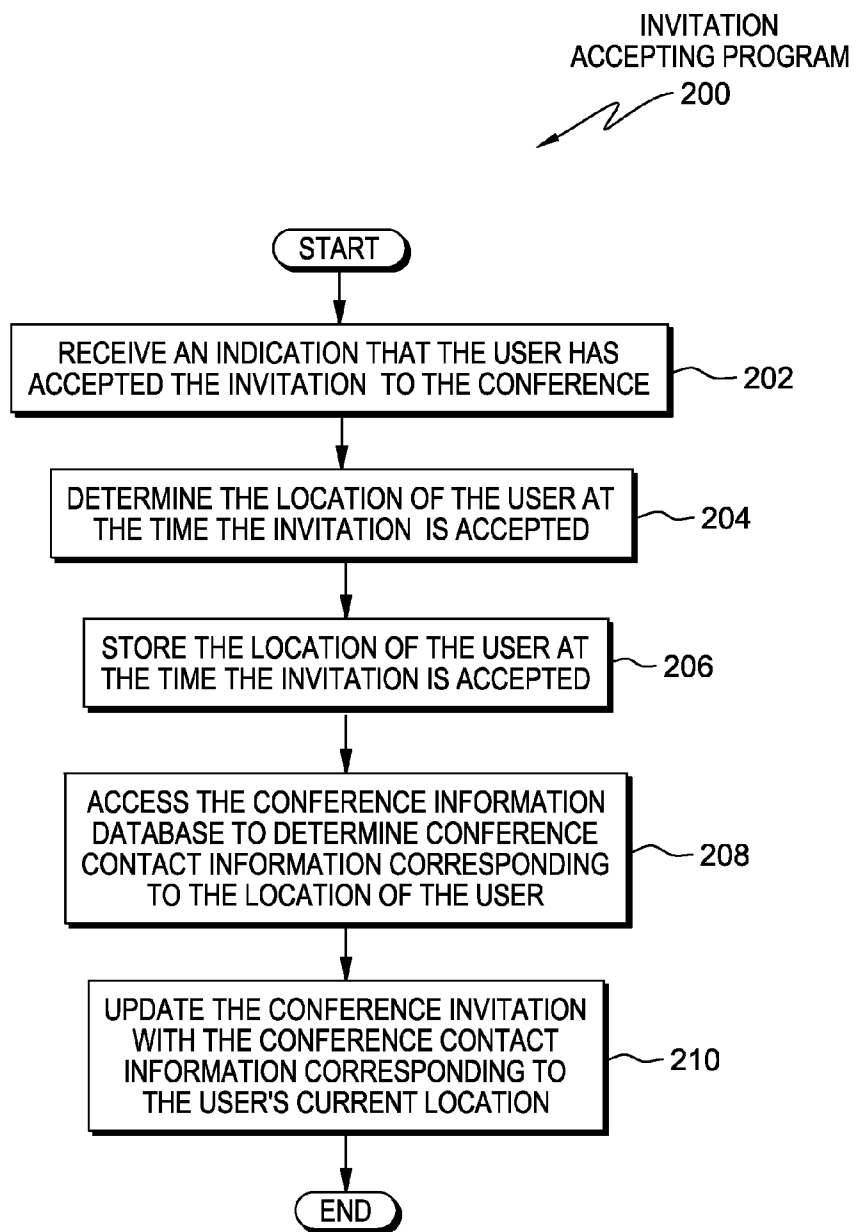 INVITATION
ACCEPTING PROGRAM
200
START
RECEIVE AN INDICATION THAT THE USER HAS
ACCEPTED THE INVITATION TO THE CONFERENCE
202
DETERMINE THE LOCATION OF THE USER AT
THE TIME THE INVITATION IS ACCEPTED
204
STORE THE LOCATION OF THE USER AT
THE TIME THE INVITATION IS ACCEPTED
206
ACCESS THE CONFERENCE INFORMATION
DATABASE TO DETERMINE CONFERENCE
CONTACT INFORMATION CORRESPONDING
TO THE LOCATION OF THE USER
208
UPDATE THE CONFERENCE INVITATION
WITH THE CONFERENCE CONTACT
INFORMATION CORRESPONDING TO
THE USER'S CURRENT LOCATION
210
END